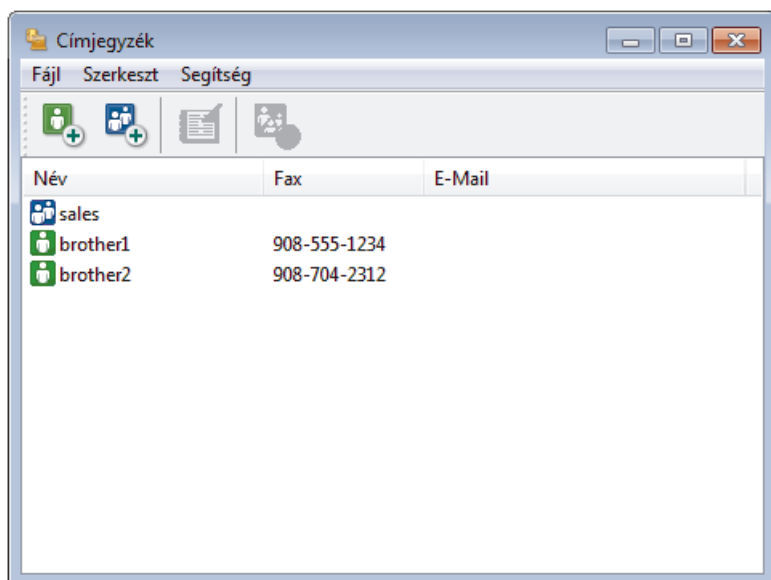 Címjegyzék
Fájl Szerkeszt Segítség
Név Fax E-Mail
sales
brother1 908-555-1234
brother2 908-704-2312